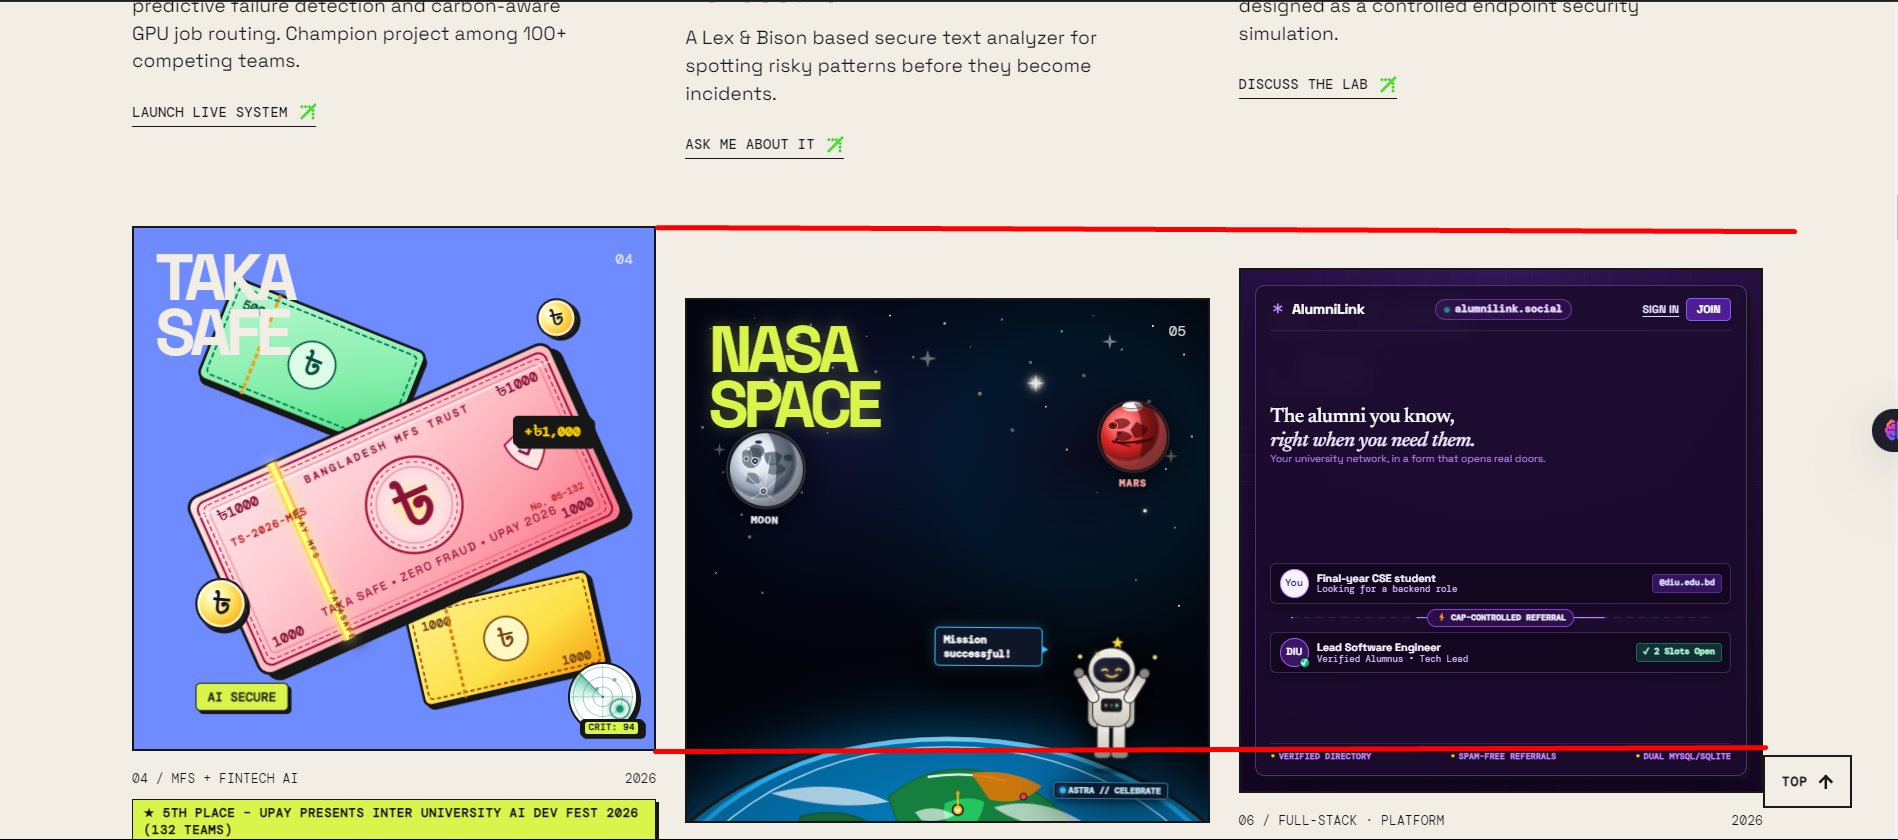 predictive failure detection and carbon-aware
GPU job routing. Champion project among 100+
competing teams.
LAUNCH LIVE SYSTEM
A Lex & Bison based secure text analyzer for
spotting risky patterns before they become
incidents.
ASK ME ABOUT IT
designed as a controlled endpoint security
simulation.
DISCUSS THE LAB
TAKA
SAFE
04
500
৳
৳
৳1000
BANGLADESH MFS TRUST
+৳1,000
৳1000
TS-2026-MFS
৳
No. 05-132
1000
TAKA SAFE • ZERO FRAUD • UPAY 2026
৳
1000
1000
৳
1000
AI SECURE
CRIT: 94
04 / MFS + FINTECH AI
2026
★ 5TH PLACE – UPAY PRESENTS INTER UNIVERSITY AI DEV FEST 2026
(132 TEAMS)
NASA
SPACE
05
MOON
MARS
Mission
successful!
ASTRA // CELEBRATE
AlumniLink
alumnilink.social
SIGN IN
JOIN
The alumni you know,
right when you need them.
Your university network, in a form that opens real doors.
You
Final-year CSE student
Looking for a backend role
@diu.edu.bd
CAP-CONTROLLED REFERRAL
DIU
Lead Software Engineer
Verified Alumnus • Tech Lead
✓ 2 Slots Open
• VERIFIED DIRECTORY
• SPAM-FREE REFERRALS
• DUAL MYSQL/SQLITE
06 / FULL-STACK · PLATFORM
2026
TOP ↑